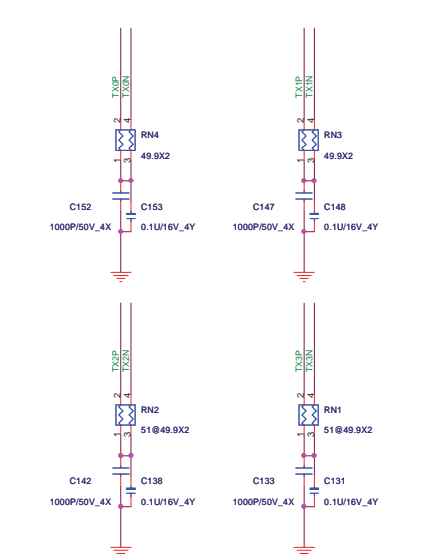 TX0P
TX0N
TX1P
TX1N
2
4
2
4
RN4
RN3
49.9X2
49.9X2
1
3
1
3
C152
C153
C147
C148
1000P/50V_4X
0.1U/16V_4Y
1000P/50V_4X
0.1U/16V_4Y
TX2P
TX2N
TX3P
TX3N
2
4
2
4
RN2
RN1
51@49.9X2
51@49.9X2
1
3
1
3
C142
C138
C133
C131
1000P/50V_4X
0.1U/16V_4Y
1000P/50V_4X
0.1U/16V_4Y